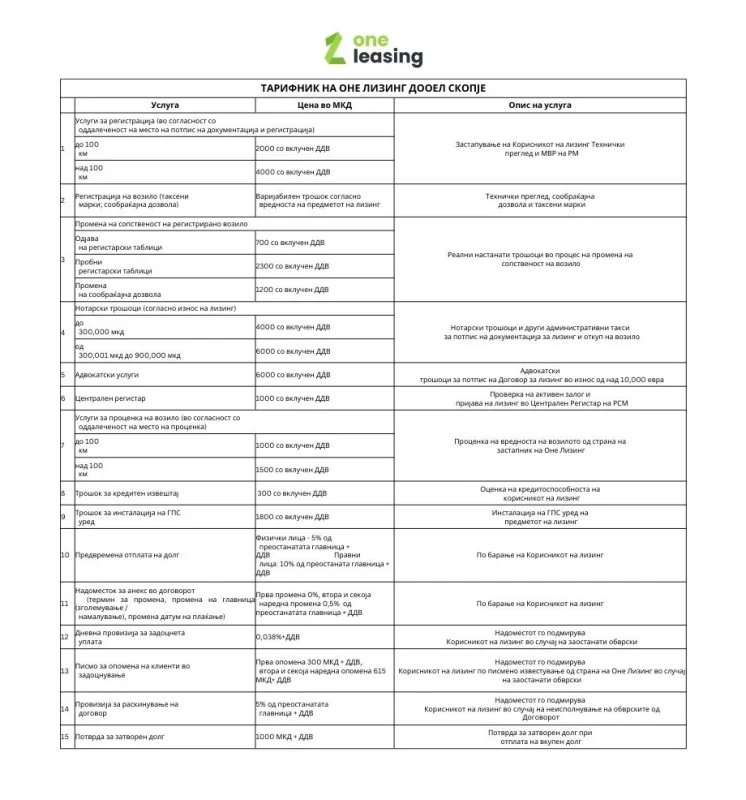 one
leasing
ТАРИФНИК НА ОНЕ ЛИЗИНГ ДООЕЛ СКОПЈЕ
Услуга Цена во МКД Опис на услуга
1
Услуги за регистрација (во согласност со
оддалеченост на место на потпис на документација и регистрација)
до 100
км
2000 со вклучен ДДВ
над 100
км
4000 со вклучен ДДВ
Застапување на Корисникот на лизинг Технички
преглед и МВР на РМ
2
Регистрација на возило (таксени
марки; сообраќајна дозвола)
Варијабилен трошок согласно
вредноста на предметот на лизинг
Технички преглед, сообраќајна
дозвола и таксени марки
3
Промена на сопственост на регистрирано возило
Одјава
на регистарски таблици
700 со вклучен ДДВ
Пробни
регистарски таблици
2300 со вклучен ДДВ
Промена
на сообраќајна дозвола
1200 со вклучен ДДВ
Реални настанати трошоци во процес на промена на
сопственост на возило
4
Нотарски трошоци (согласно износ на лизинг)
до
300,000 мкд
4000 со вклучен ДДВ
од
300,001 мкд до 900,000 мкд
6000 со вклучен ДДВ
Нотарски трошоци и други административни такси
за потпис на документација за лизинг и откуп на возило
5
Адвокатски услуги
6000 со вклучен ДДВ
Адвокатски
трошоци за потпис на Договор за лизинг во износ од над 10,000 евра
6
Централен регистар
1000 со вклучен ДДВ
Проверка на активен залог и
пријава на лизинг во Централен Регистар на РСМ
7
Услуги за проценка на возило (во согласност со
оддалеченост на место на проценка)
до 100
км
1000 со вклучен ДДВ
над 100
км
1500 со вклучен ДДВ
Проценка на вредноста на возилото од страна на
застапник на Оне Лизинг
8
Трошок за кредитен извештај
300 со вклучен ДДВ
Оценка на кредитоспособноста на
корисникот на лизинг
9
Трошок за инсталација на ГПС
уред
1800 со вклучен ДДВ
Инсталација на ГПС уред на
предметот на лизинг
10
Предвремена отплата на долг
Физички лица - 5% од
преостанатата главница +
ДДВ Правни
лица: 10% од преостаната главница +
ДДВ
По барање на Корисникот на лизинг
11
Надоместок за анекс во договорот
(термин за промена, промена на главница
(зголемување /
намалување), промена датум на плаќање)
Прва промена 0%, втора и секоја
наредна промена 0,5% од
преостанатата главница + ДДВ
По барање на Корисникот на лизинг
12
Дневна провизија за задоцнета
уплата
0,038%+ДДВ
Надоместот го подмирува
Корисникот на лизинг во случај на заостанати обврски
13
Писмо за опомена на клиенти во
задоцнување
Прва опомена 300 МКД + ДДВ,
втора и секоја наредна опомена 615
МКД+ ДДВ
Надоместот го подмирува
Корисникот на лизинг по писмено известување од страна на Оне Лизинг во случај
на заостанати обврски
14
Провизија за раскинување на
договор
5% од преостанатата
главница + ДДВ
Надоместот го подмирува
Корисникот на лизинг во случај на неисполнување на обврските од
Договорот
15
Потврда за затворен долг
1000 МКД + ДДВ
Потврда за затворен долг при
отплата на вкупен долг